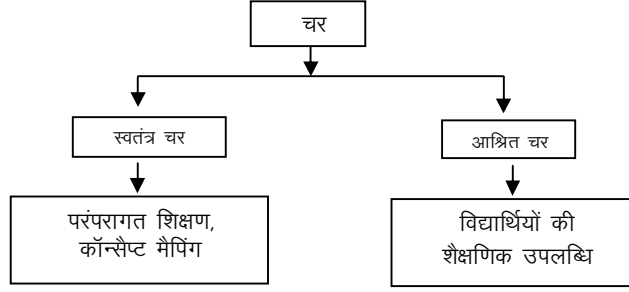 चर
स्वतंत्र चर
आश्रित चर
परंपरागत शिक्षण,
कॉन्सैप्ट मैपिंग
विद्यार्थियों की
शैक्षणिक उपलब्धि